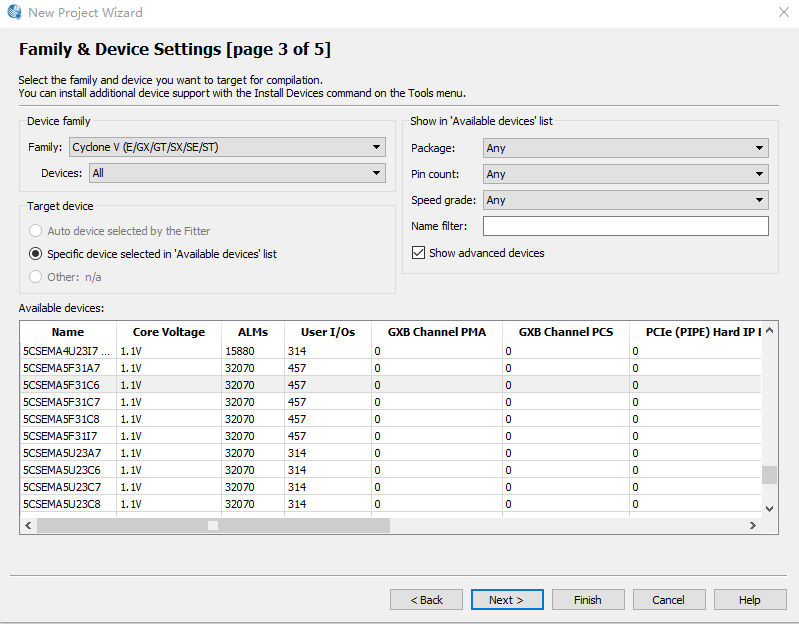 New Project Wizard
Family & Device Settings [page 3 of 5]
Select the family and device you want to target for compilation.
You can install additional device support with the Install Devices command on the Tools menu.
Device family
Family: Cyclone V (E/GX/GT/SX/SE/ST)
Devices: All
Target device
Auto device selected by the Fitter
Specific device selected in 'Available devices' list
Other: n/a
Show in 'Available devices' list
Package: Any
Pin count: Any
Speed grade: Any
Name filter:
Show advanced devices
Available devices:
Name Core Voltage ALMs User I/Os GXB Channel PMA GXB Channel PCS PCIe (PIPE) Hard IP
5CSEMA4U23I7 ... 1.1V 15880 314 0 0 0
5CSEMA5F31A7 1.1V 32070 457 0 0 0
5CSEMA5F31C6 1.1V 32070 457 0 0 0
5CSEMA5F31C7 1.1V 32070 457 0 0 0
5CSEMA5F31C8 1.1V 32070 457 0 0 0
5CSEMA5F31I7 1.1V 32070 457 0 0 0
5CSEMA5U23A7 1.1V 32070 314 0 0 0
5CSEMA5U23C6 1.1V 32070 314 0 0 0
5CSEMA5U23C7 1.1V 32070 314 0 0 0
5CSEMA5U23C8 1.1V 32070 314 0 0 0
< Back Next > Finish Cancel Help